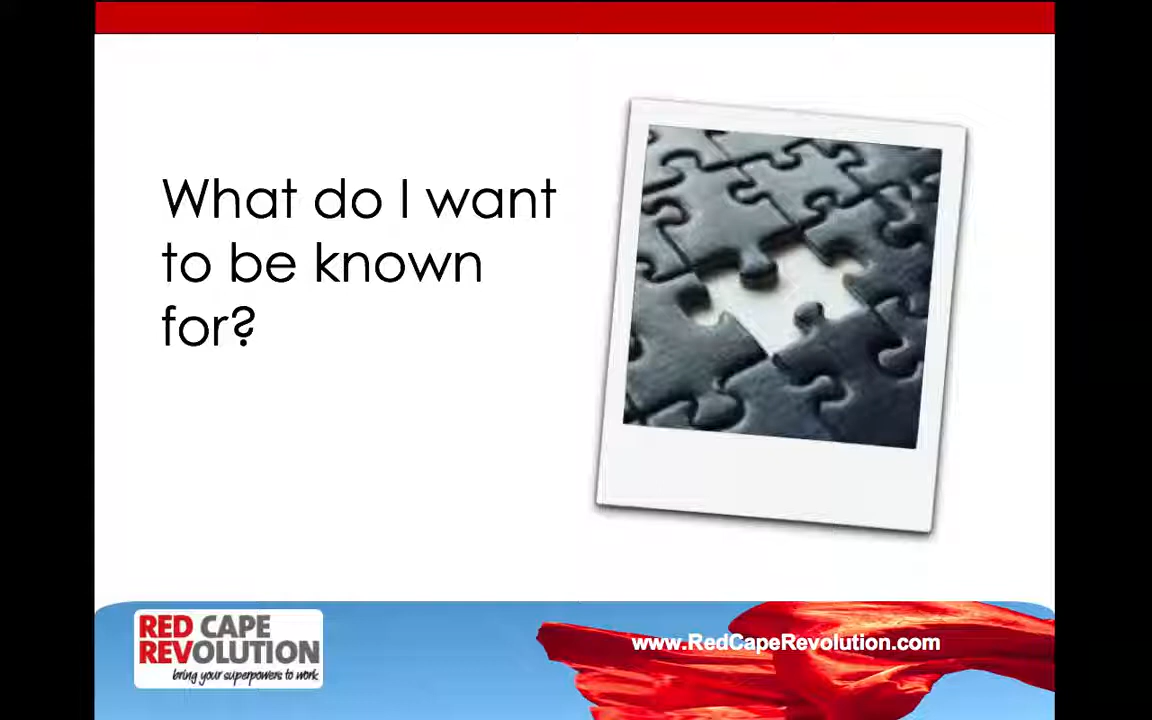 What do I want
to be known
for?
RED CAPE
REVOLUTION
bring your superpowers to work
www.RedCapeRevolution.com